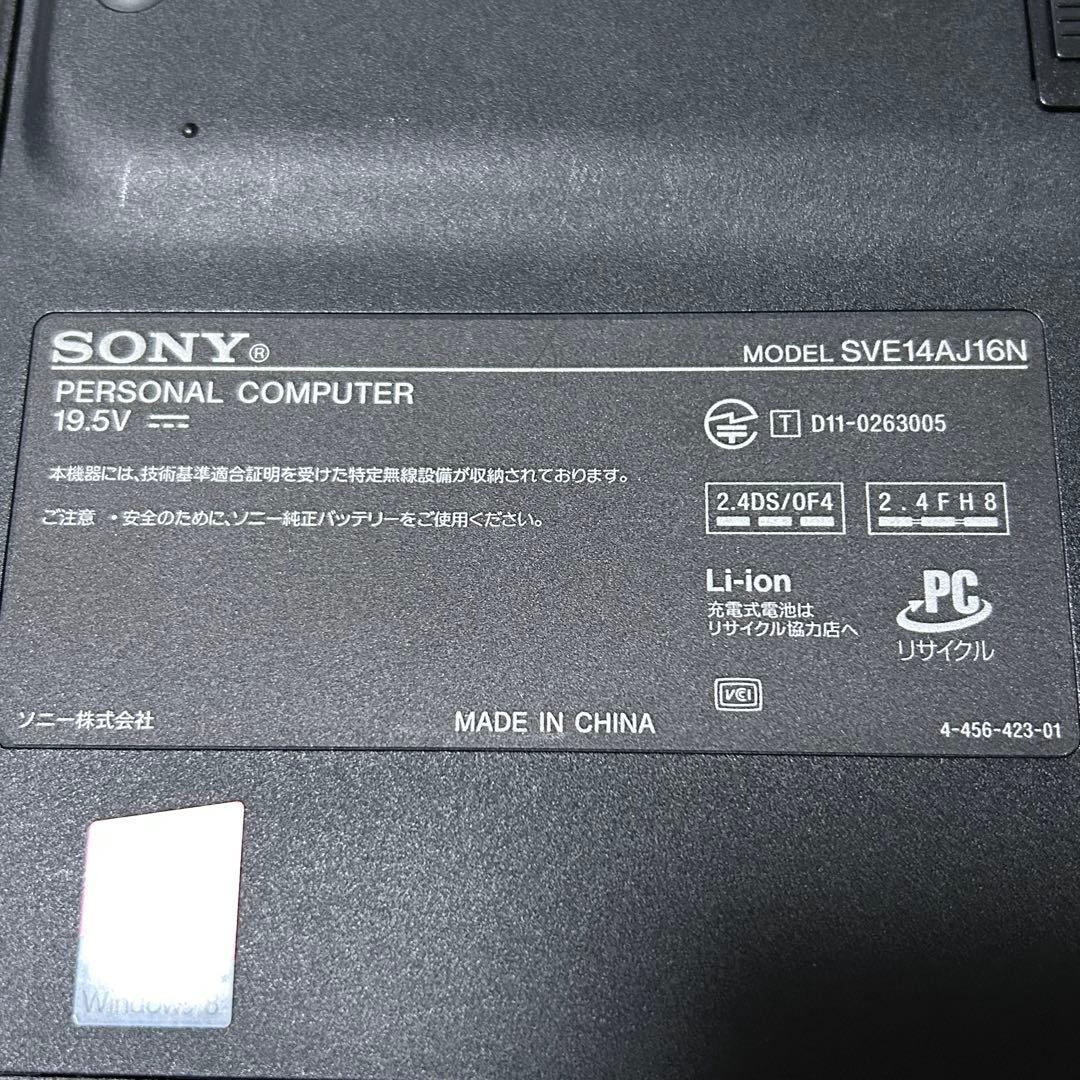 SONY®
MODEL SVE14AJ16N
PERSONAL COMPUTER
19.5V
T D11-0263005
本機器には、技術基準適合証明を受けた特定無線設備が収納されております。
2.4DS/OF4
2.4FH8
ご注意 ・安全のために、ソニー純正バッテリーをご使用ください。
Li-ion
充電式電池は
リサイクル協力店へ
PC
リサイクル
VCI
ソニー株式会社
MADE IN CHINA
4-456-423-01
Windows 8